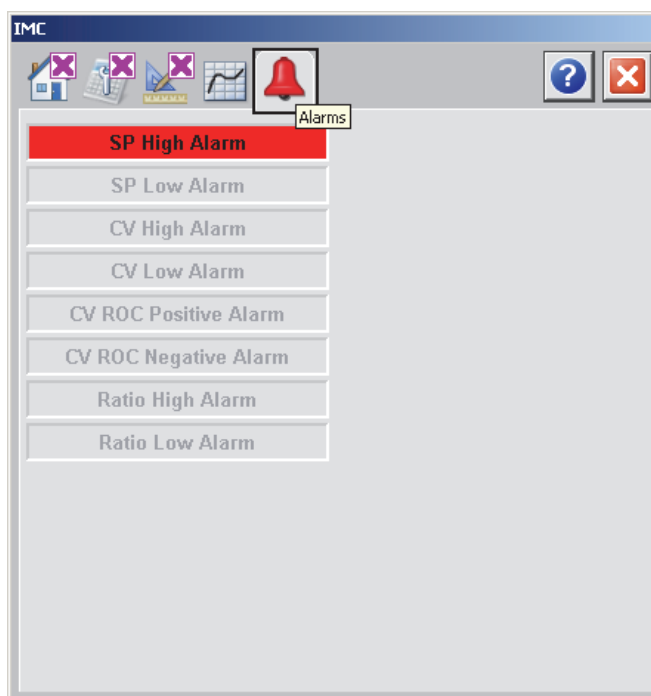 IMC
?
Alarms
SP High Alarm
SP Low Alarm
CV High Alarm
CV Low Alarm
CV ROC Positive Alarm
CV ROC Negative Alarm
Ratio High Alarm
Ratio Low Alarm